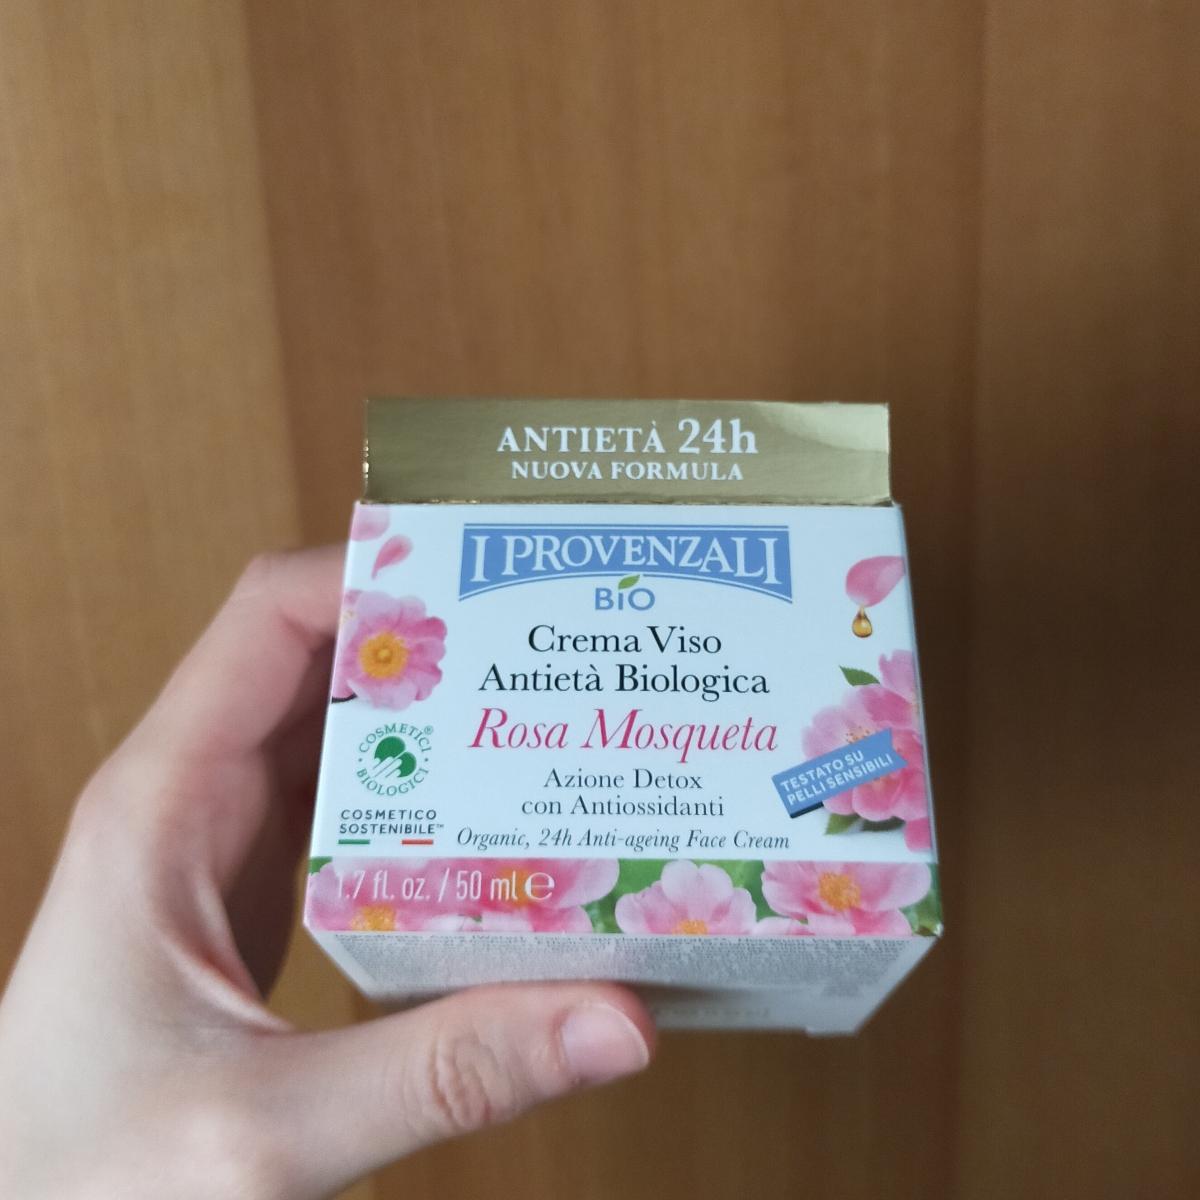 ANTIETÀ 24h
NUOVA FORMULA
I PROVENZALI
BiO
Crema Viso
Antietà Biologica
Rosa Mosqueta
Azione Detox
con Antiossidanti
Organic, 24h Anti-ageing Face Cream
COSMETICI®
BIOLOGICI
COSMETICO
SOSTENIBILE™
TESTATO SU
PELLI SENSIBILI
1.7 fl. oz. / 50 ml ℮